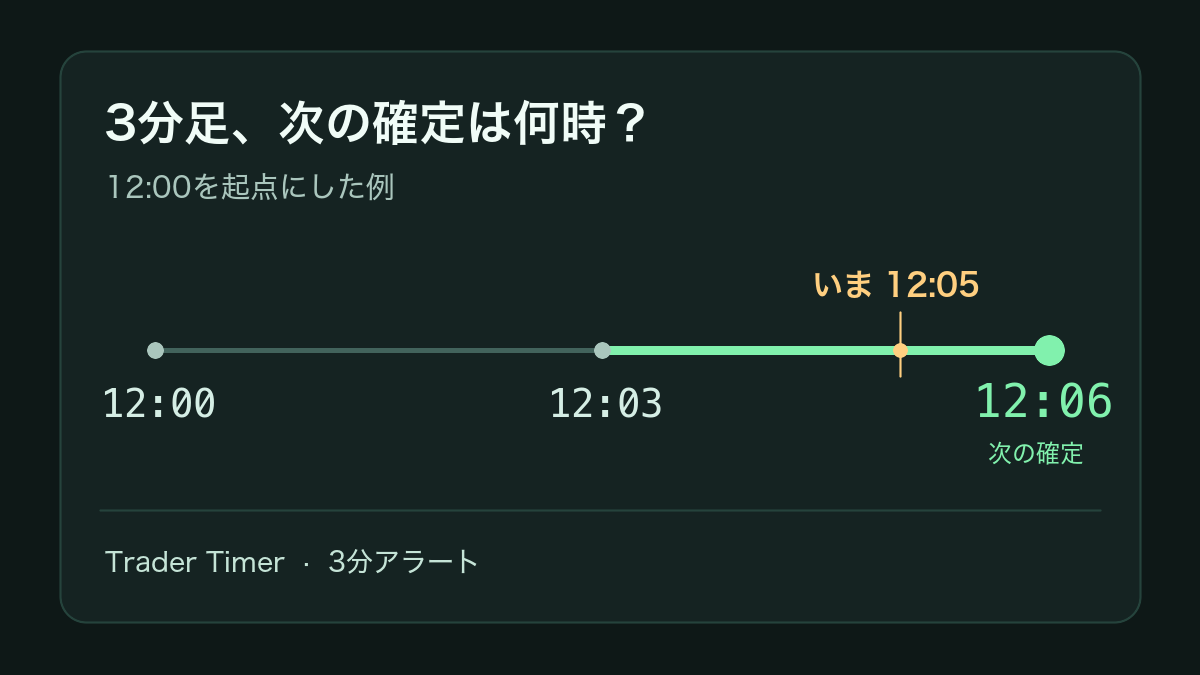 3分足、次の確定は何時？
12:00を起点にした例
いま 12:05
12:00
12:03
12:06
次の確定
Trader Timer · 3分アラート